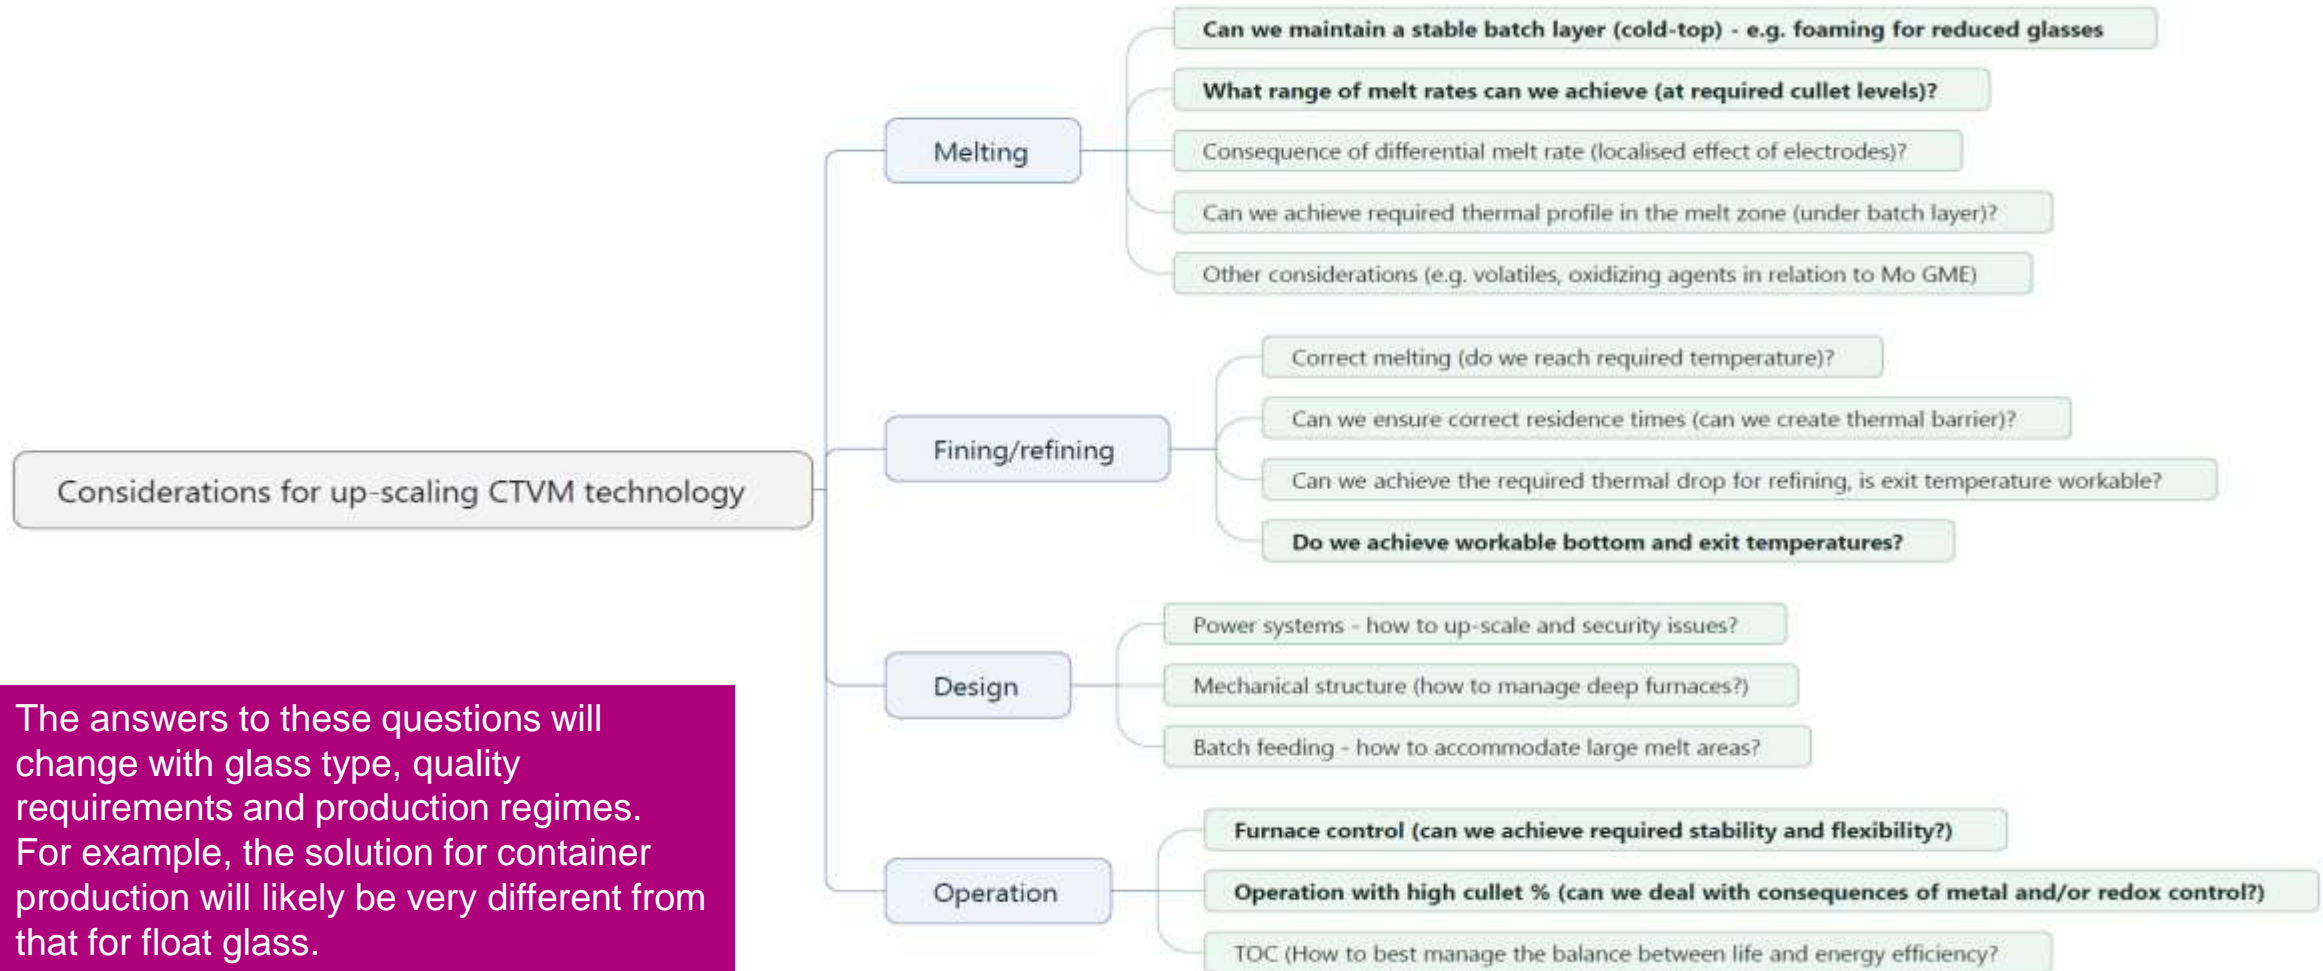 Considerations for up-scaling CTVM technology
Melting
Can we maintain a stable batch layer (cold-top) - e.g. foaming for reduced glasses
What range of melt rates can we achieve (at required cullet levels)?
Consequence of differential melt rate (localised effect of electrodes)?
Can we achieve required thermal profile in the melt zone (under batch layer)?
Other considerations (e.g. volatiles, oxidizing agents in relation to Mo GME)
Fining/refining
Correct melting (do we reach required temperature)?
Can we ensure correct residence times (can we create thermal barrier)?
Can we achieve the required thermal drop for refining, is exit temperature workable?
Do we achieve workable bottom and exit temperatures?
Design
Power systems - how to up-scale and security issues?
Mechanical structure (how to manage deep furnaces?)
Batch feeding - how to accommodate large melt areas?
Operation
Furnace control (can we achieve required stability and flexibility?)
Operation with high cullet % (can we deal with consequences of metal and/or redox control?)
TOC (How to best manage the balance between life and energy efficiency?
The answers to these questions will
change with glass type, quality
requirements and production regimes.
For example, the solution for container
production will likely be very different from
that for float glass.